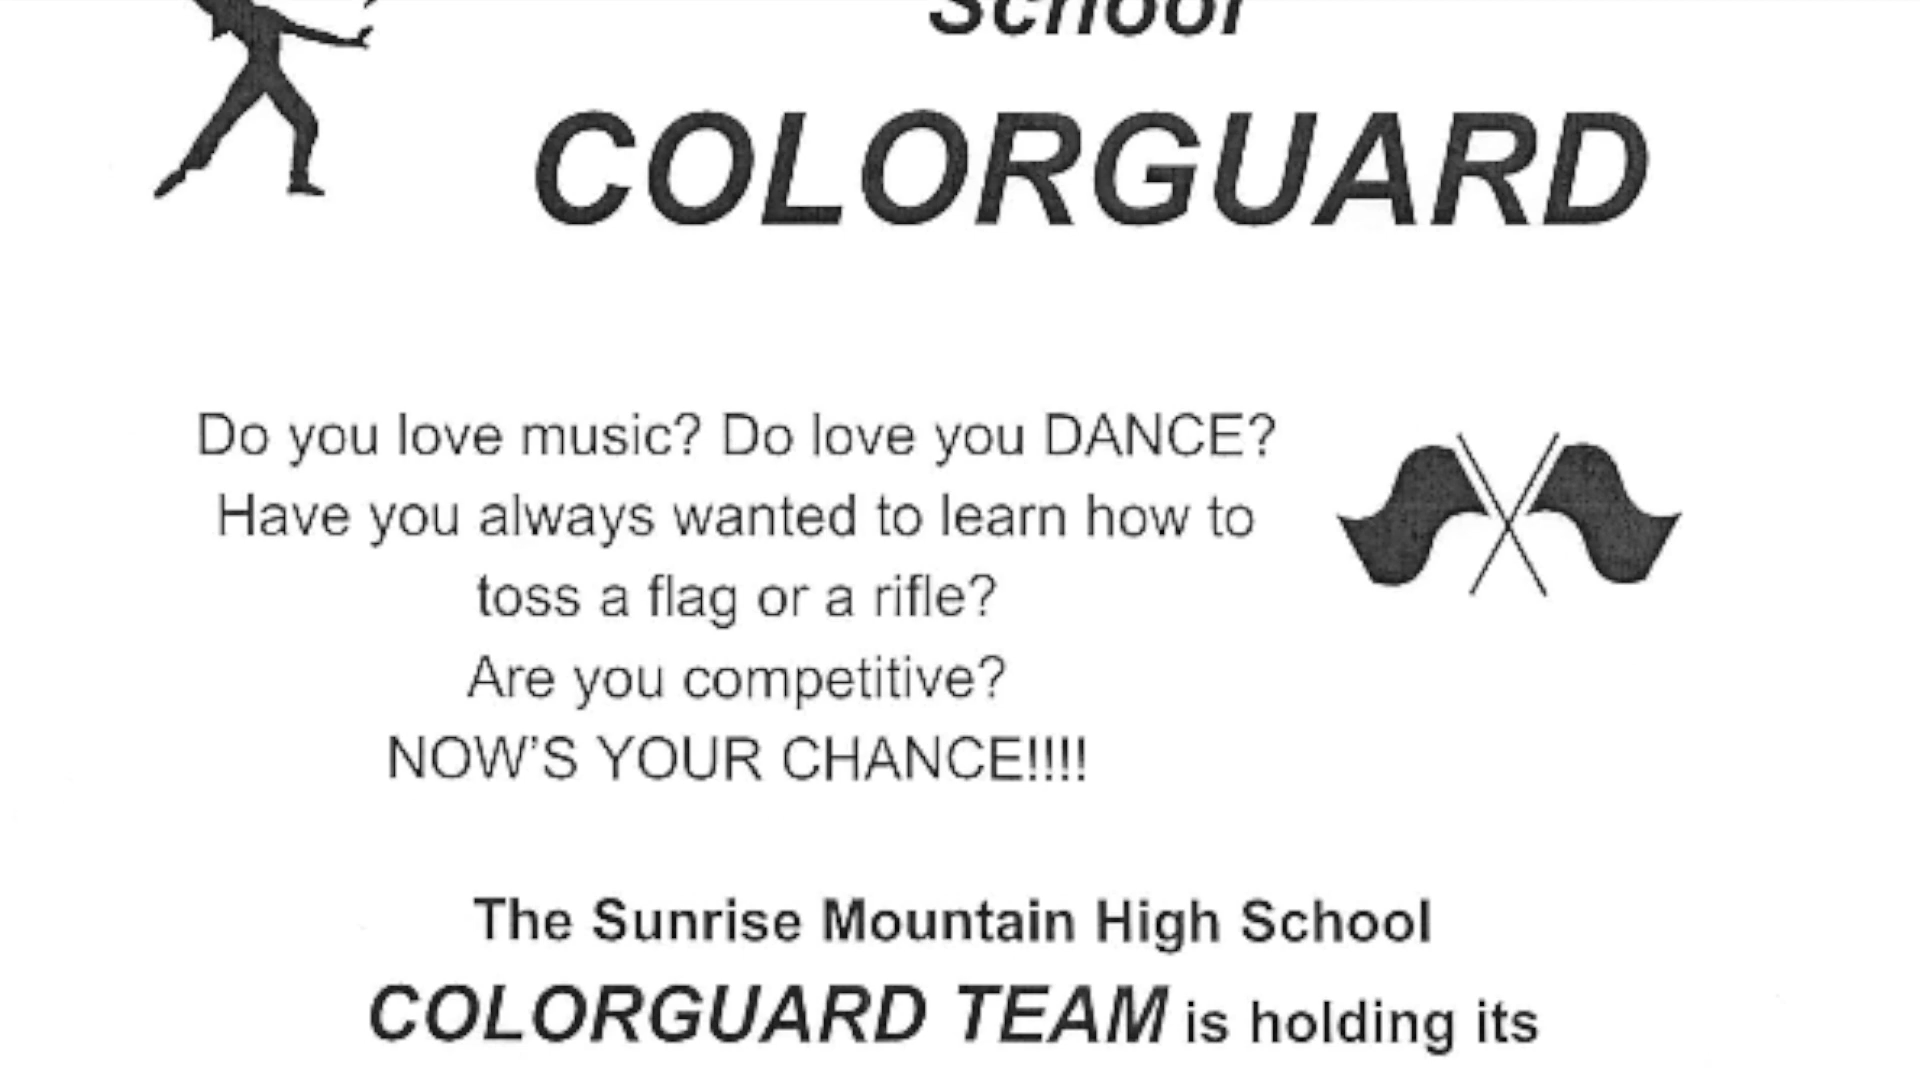 School
COLORGUARD
Do you love music? Do love you DANCE?
Have you always wanted to learn how to
toss a flag or a rifle?
Are you competitive?
NOW'S YOUR CHANCE!!!!
The Sunrise Mountain High School
COLORGUARD TEAM is holding its